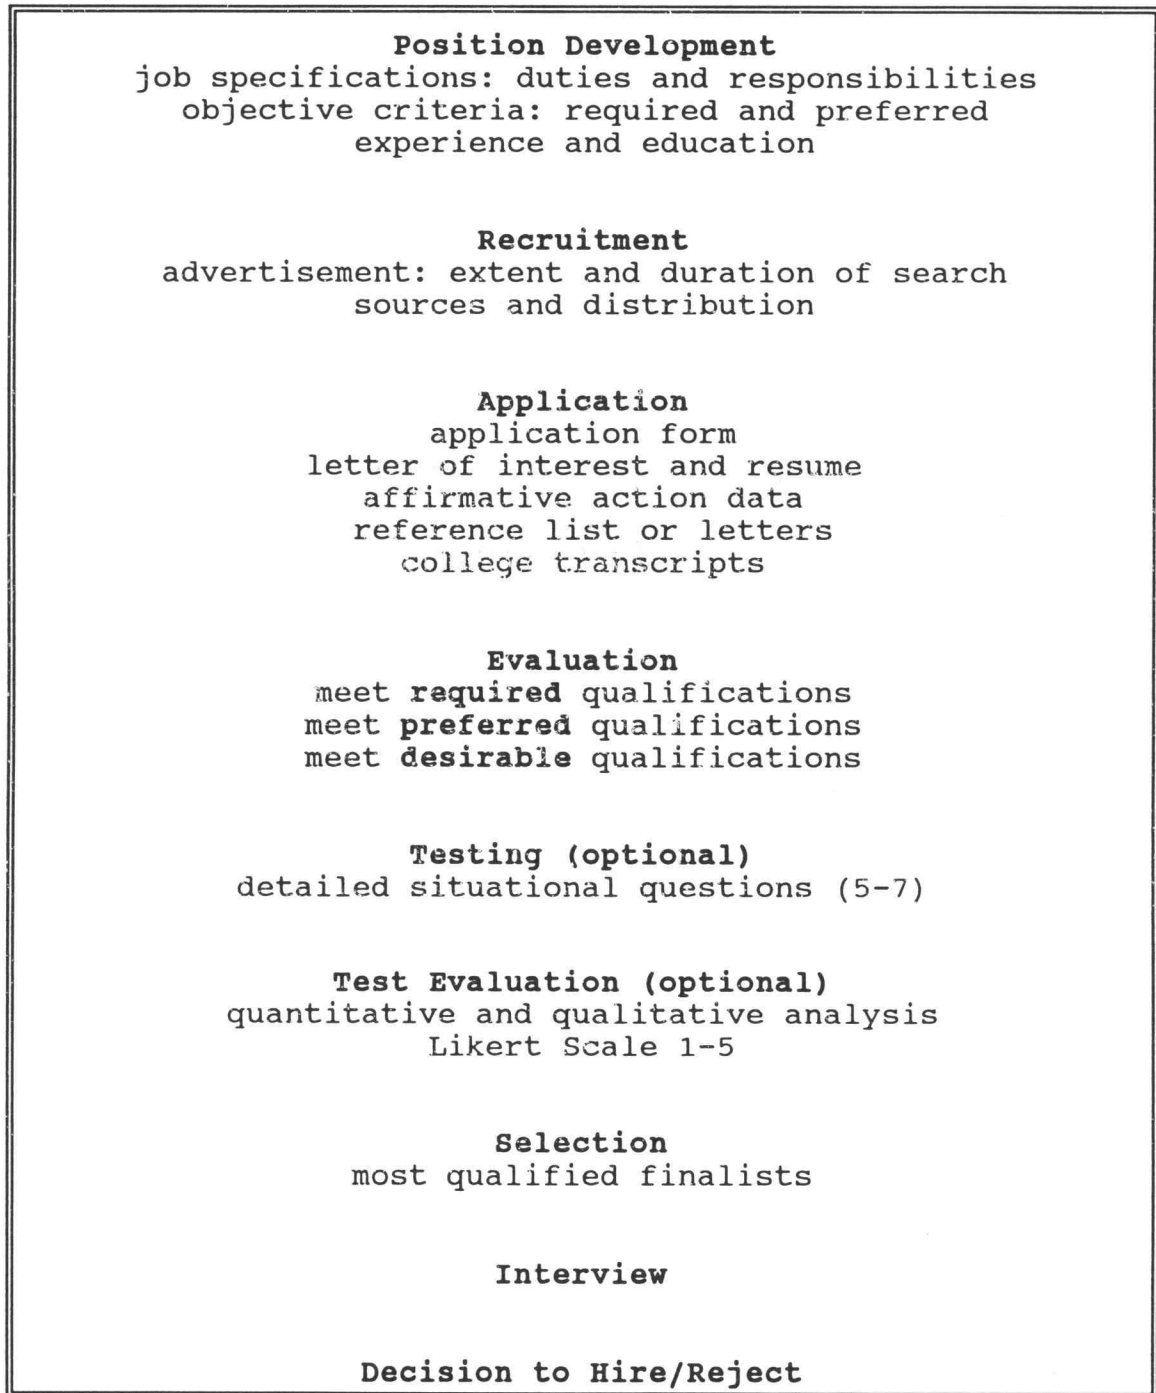 Position Development
job specifications: duties and responsibilities
objective criteria: required and preferred
experience and education
Recruitment
advertisement: extent and duration of search
sources and distribution
Application
application form
letter of interest and resume
affirmative action data
reference list or letters
college transcripts
Evaluation
meet required qualifications
meet preferred qualifications
meet desirable qualifications
Testing (optional)
detailed situational questions (5-7)
Test Evaluation (optional)
quantitative and qualitative analysis
Likert Scale 1-5
Selection
most qualified finalists
Interview
Decision to Hire/Reject